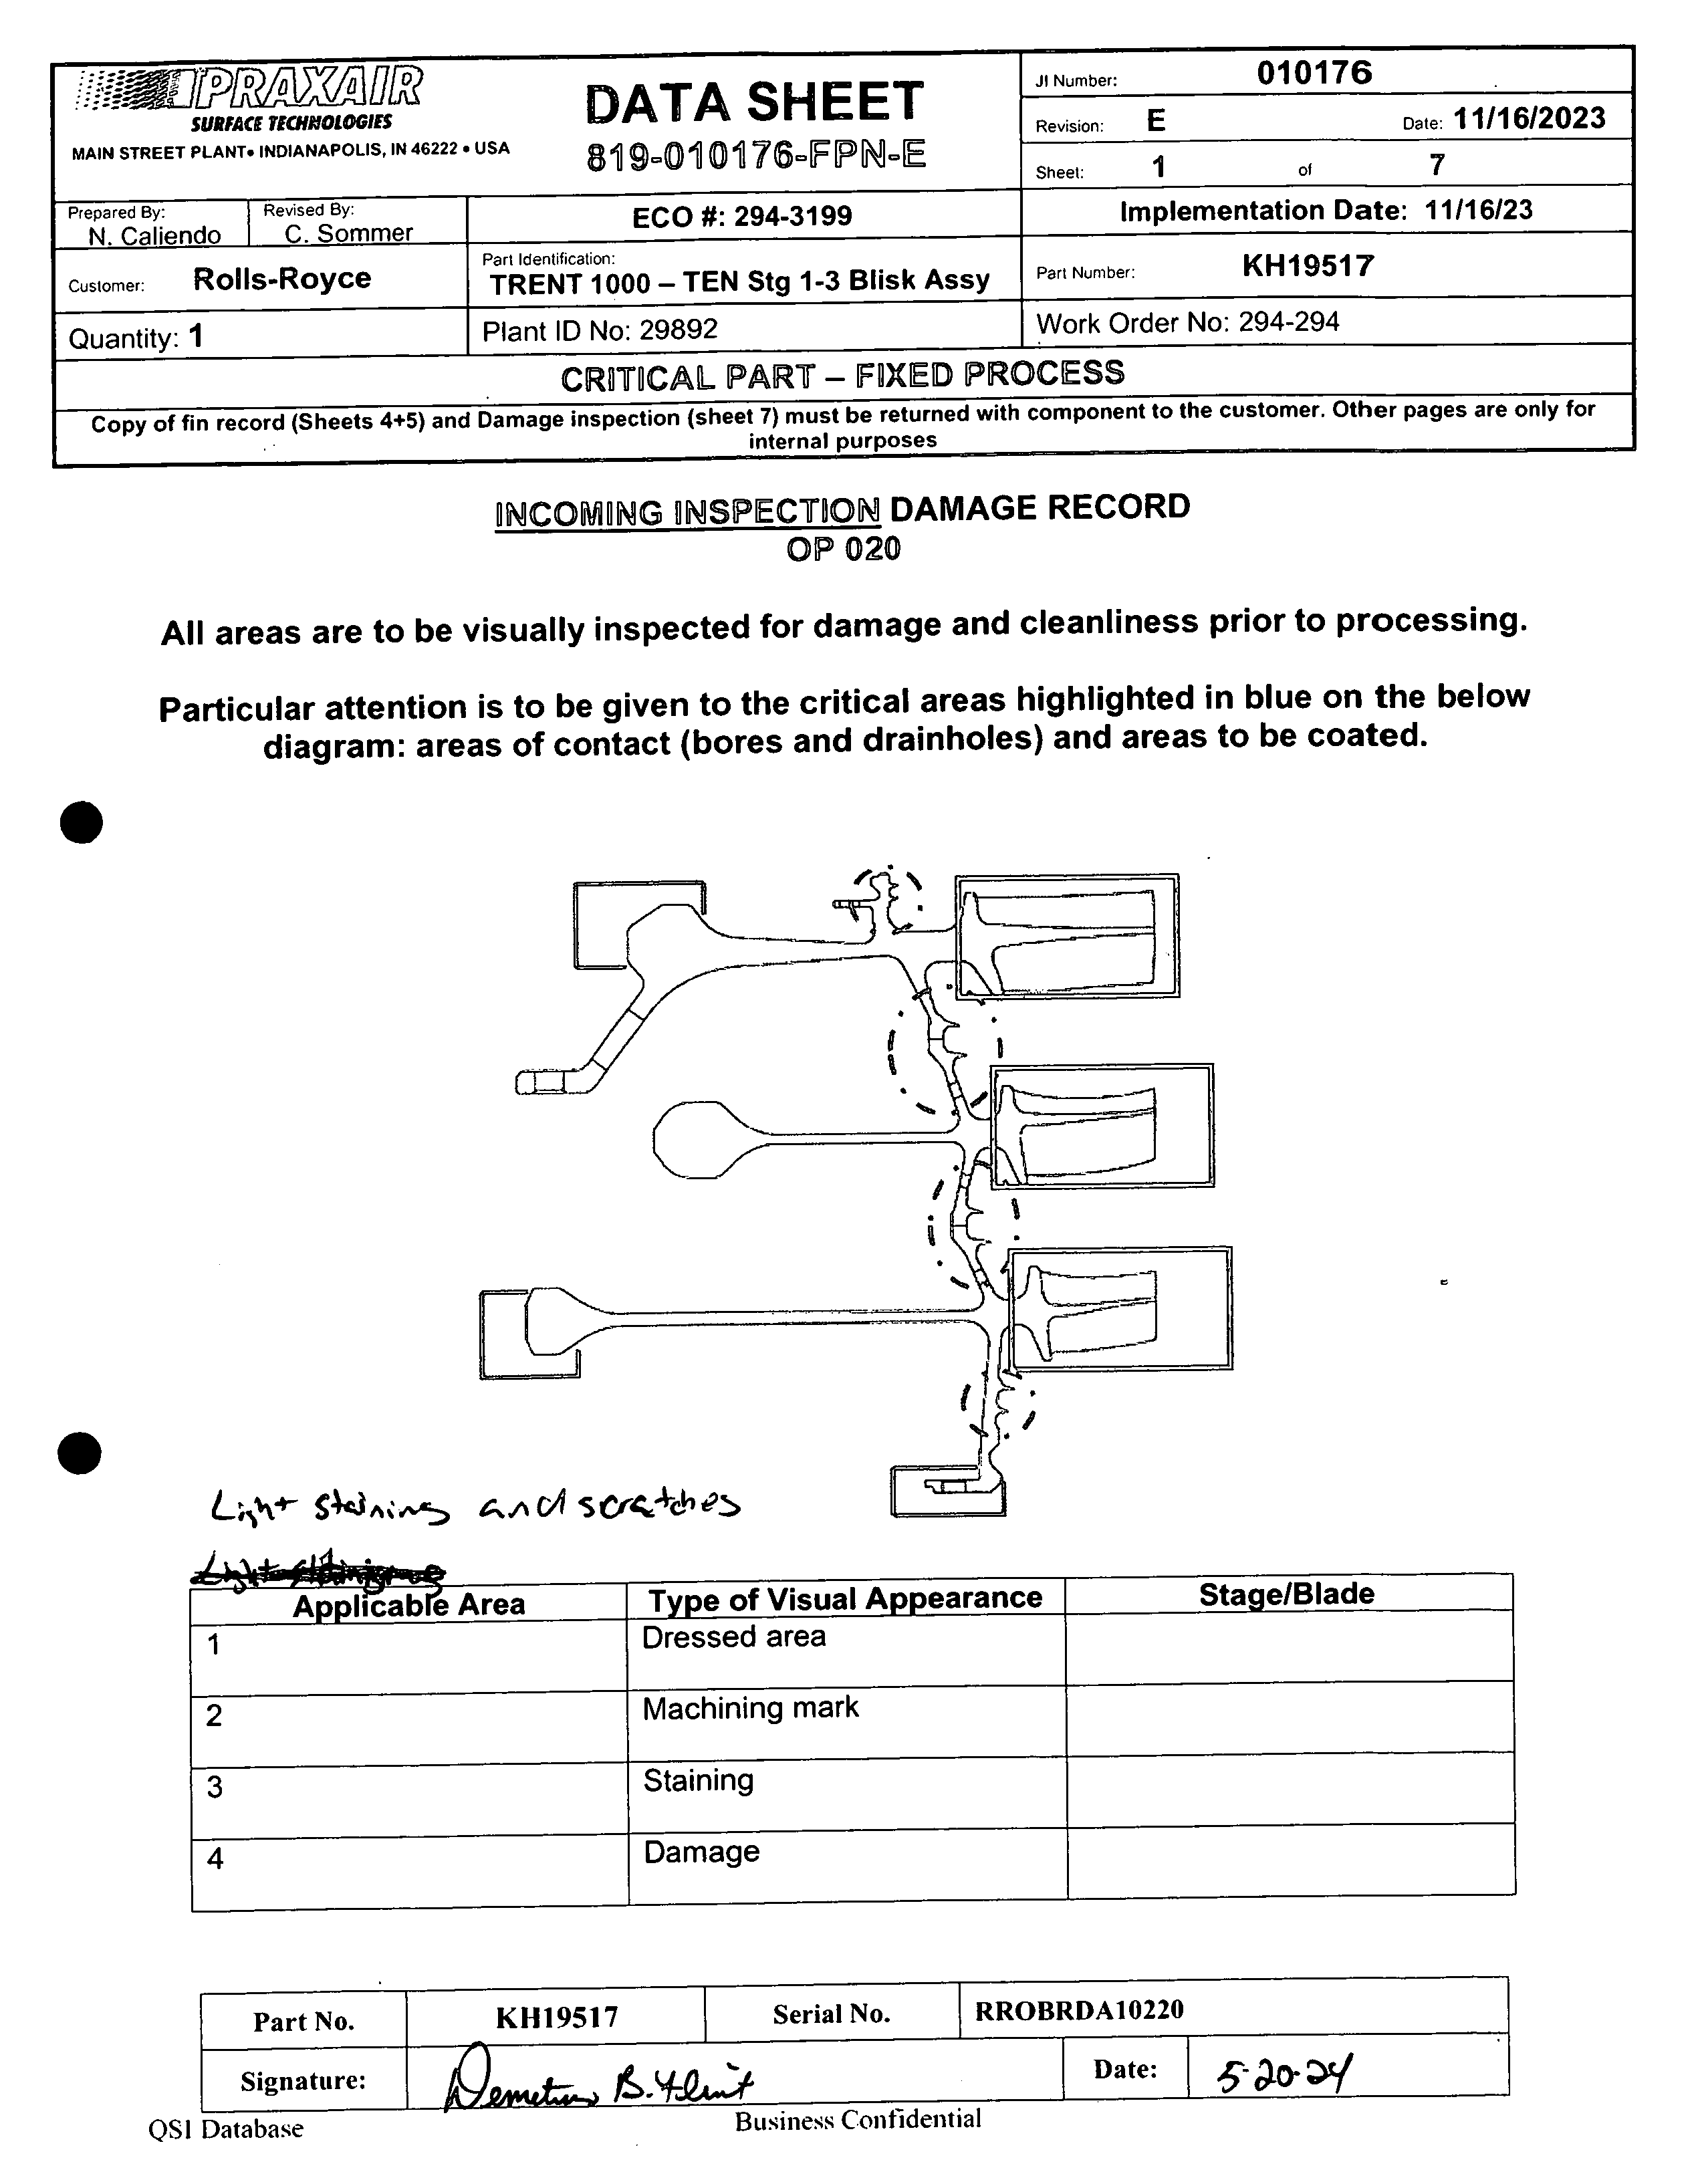 PRAXAIR
SURFACE TECHNOLOGIES
MAIN STREET PLANT• INDIANAPOLIS, IN 46222 • USA
DATA SHEET
819-010176-FPN-E
JI Number: 010176
Revision: E Date: 11/16/2023
Sheet: 1 of 7
Prepared By: N. Caliendo
Revised By: C. Sommer
ECO #: 294-3199
Implementation Date: 11/16/23
Customer: Rolls-Royce
Part Identification:
TRENT 1000 – TEN Stg 1-3 Blisk Assy
Part Number: KH19517
Quantity: 1
Plant ID No: 29892
Work Order No: 294-294
CRITICAL PART – FIXED PROCESS
Copy of fin record (Sheets 4+5) and Damage inspection (sheet 7) must be returned with component to the customer. Other pages are only for
internal purposes
INCOMING INSPECTION DAMAGE RECORD
OP 020
All areas are to be visually inspected for damage and cleanliness prior to processing.
Particular attention is to be given to the critical areas highlighted in blue on the below
diagram: areas of contact (bores and drainholes) and areas to be coated.
Light staining and scratches
Applicable Area Type of Visual Appearance Stage/Blade
1 Dressed area
2 Machining mark
3 Staining
4 Damage
Part No. KH19517 Serial No. RROBRDA10220
Signature: B. Flint Date: 5-20-24
QSI Database
Business Confidential